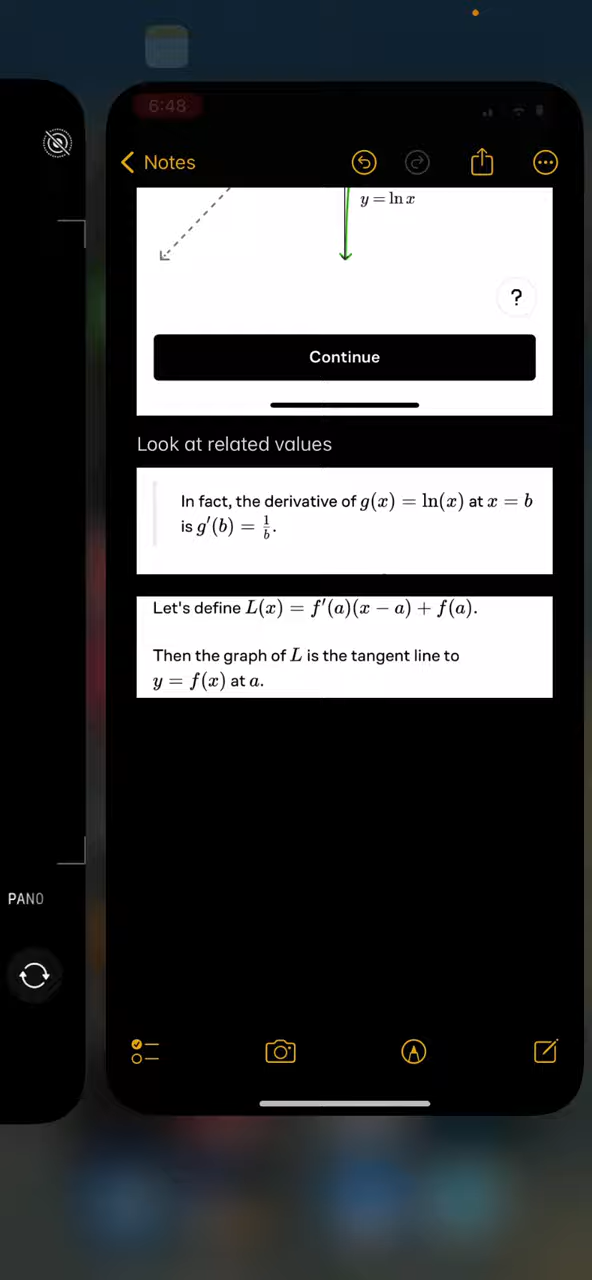 6:48
Notes
y = ln x
?
Continue
Look at related values
In fact, the derivative of g(x) = ln(x) at x = b
is g′(b) = 1/b.
Let's define L(x) = f′(a)(x − a) + f(a).
Then the graph of L is the tangent line to
y = f(x) at a.
PANO